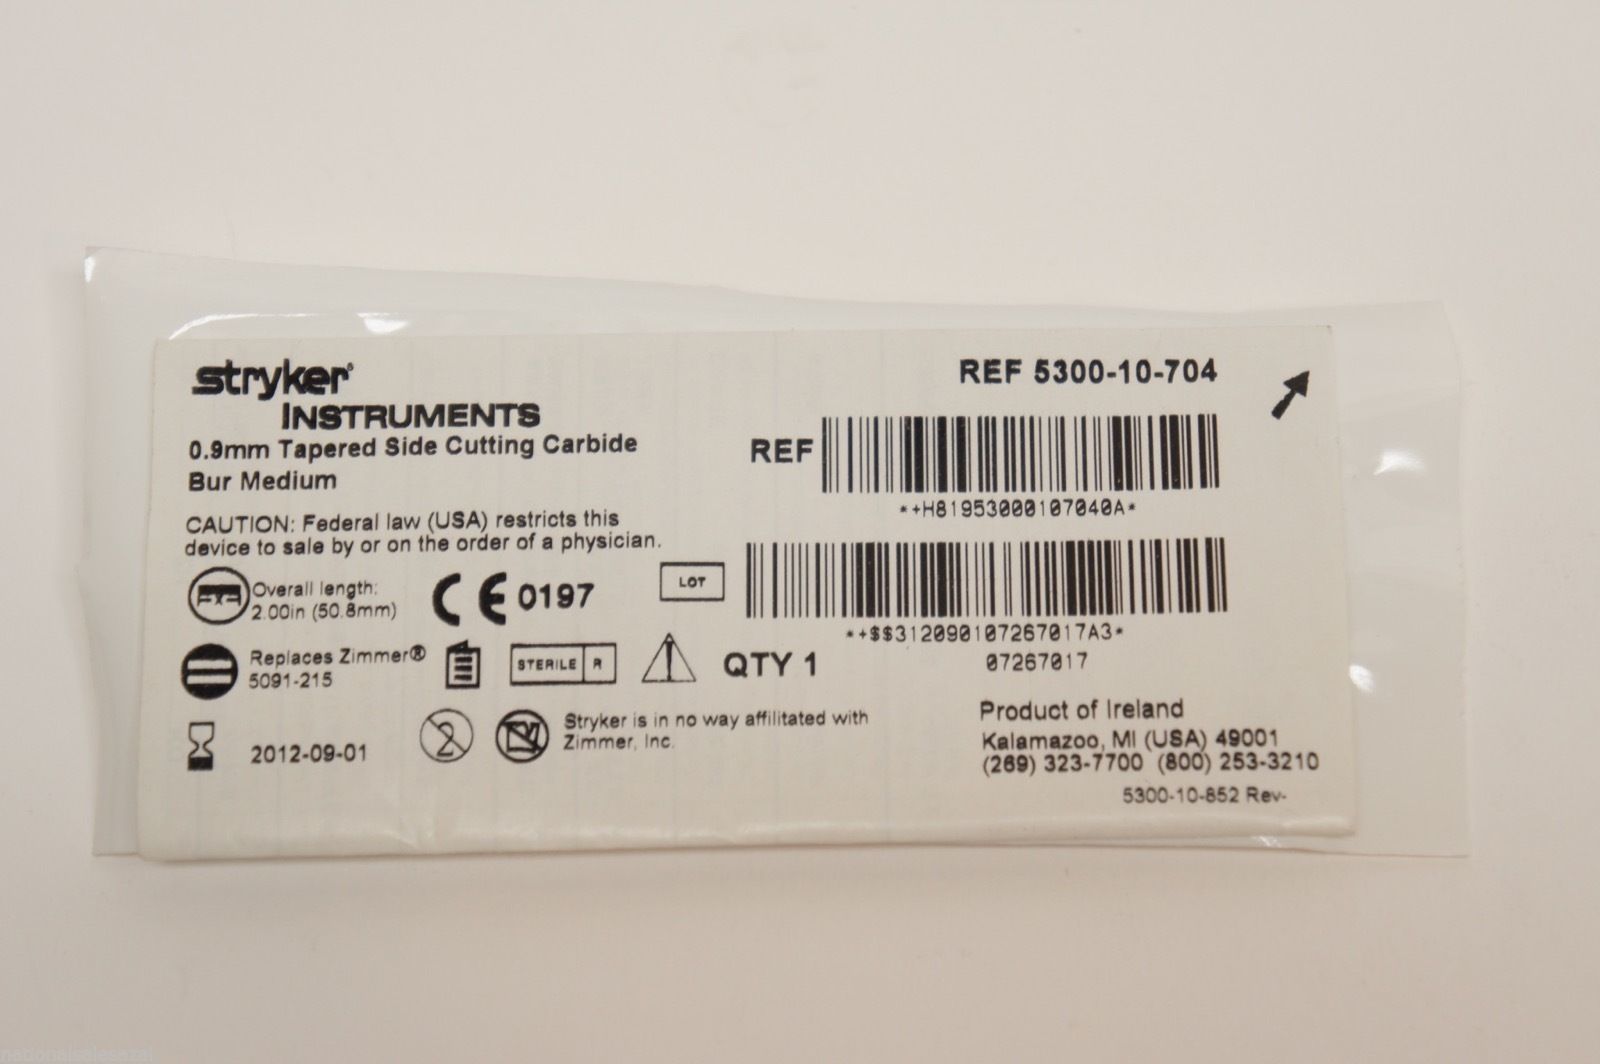 stryker®
INSTRUMENTS
0.9mm Tapered Side Cutting Carbide
Bur Medium
CAUTION: Federal law (USA) restricts this
device to sale by or on the order of a physician.
Overall length:
2.00in (50.8mm)
CE 0197
Replaces Zimmer®
5091-215
STERILE R
QTY 1
2012-09-01
2
Stryker is in no way affilitated with
Zimmer, Inc.
REF 5300-10-704
REF
*+H81953000107040A*
LOT
*+$$312090107267017A3*
07267017
Product of Ireland
Kalamazoo, MI (USA) 49001
(269) 323-7700 (800) 253-3210
5300-10-852 Rev-
nationalsalesazal